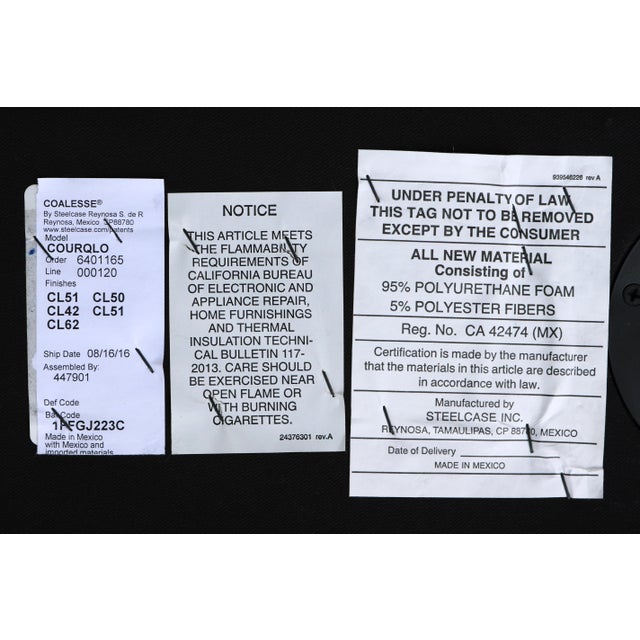 COALESSE®
By Steelcase Reynosa S. de R
Reynosa, Mexico CP88780
www.steelcase.com/patents
Model
COURQLO
Order 6401165
Line 000120
Finishes
CL51 CL50
CL42 CL51
CL62
Ship Date 08/16/16
Assembled By:
447901
Def Code
Bar Code
1PFGJ223C
Made in Mexico
with Mexico and
imported materials
NOTICE
THIS ARTICLE MEETS
THE FLAMMABILITY
REQUIREMENTS OF
CALIFORNIA BUREAU
OF ELECTRONIC AND
APPLIANCE REPAIR,
HOME FURNISHINGS
AND THERMAL
INSULATION TECHNI-
CAL BULLETIN 117-
2013. CARE SHOULD
BE EXERCISED NEAR
OPEN FLAME OR
WITH BURNING
CIGARETTES.
24376301 rev.A
939546226 rev A
UNDER PENALTY OF LAW
THIS TAG NOT TO BE REMOVED
EXCEPT BY THE CONSUMER
ALL NEW MATERIAL
Consisting of
95% POLYURETHANE FOAM
5% POLYESTER FIBERS
Reg. No. CA 42474 (MX)
Certification is made by the manufacturer
that the materials in this article are described
in accordance with law.
Manufactured by
STEELCASE INC.
REYNOSA, TAMAULIPAS, CP 88780, MEXICO
Date of Delivery
MADE IN MEXICO